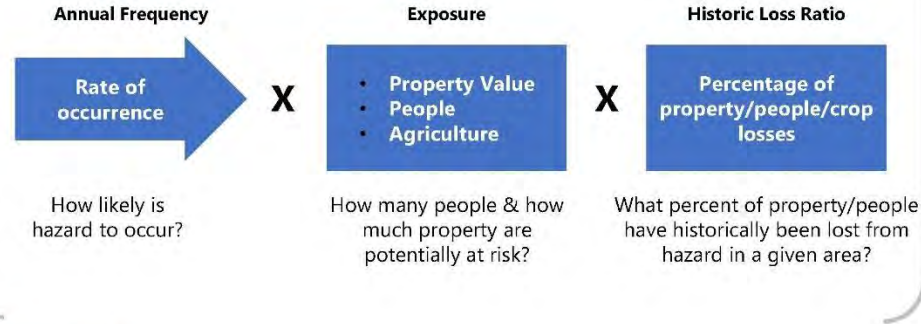 Annual Frequency
Exposure
Historic Loss Ratio
Rate of
occurrence
X
• Property Value
• People
• Agriculture
X
Percentage of
property/people/crop
losses
How likely is
hazard to occur?
How many people & how
much property are
potentially at risk?
What percent of property/people
have historically been lost from
hazard in a given area?